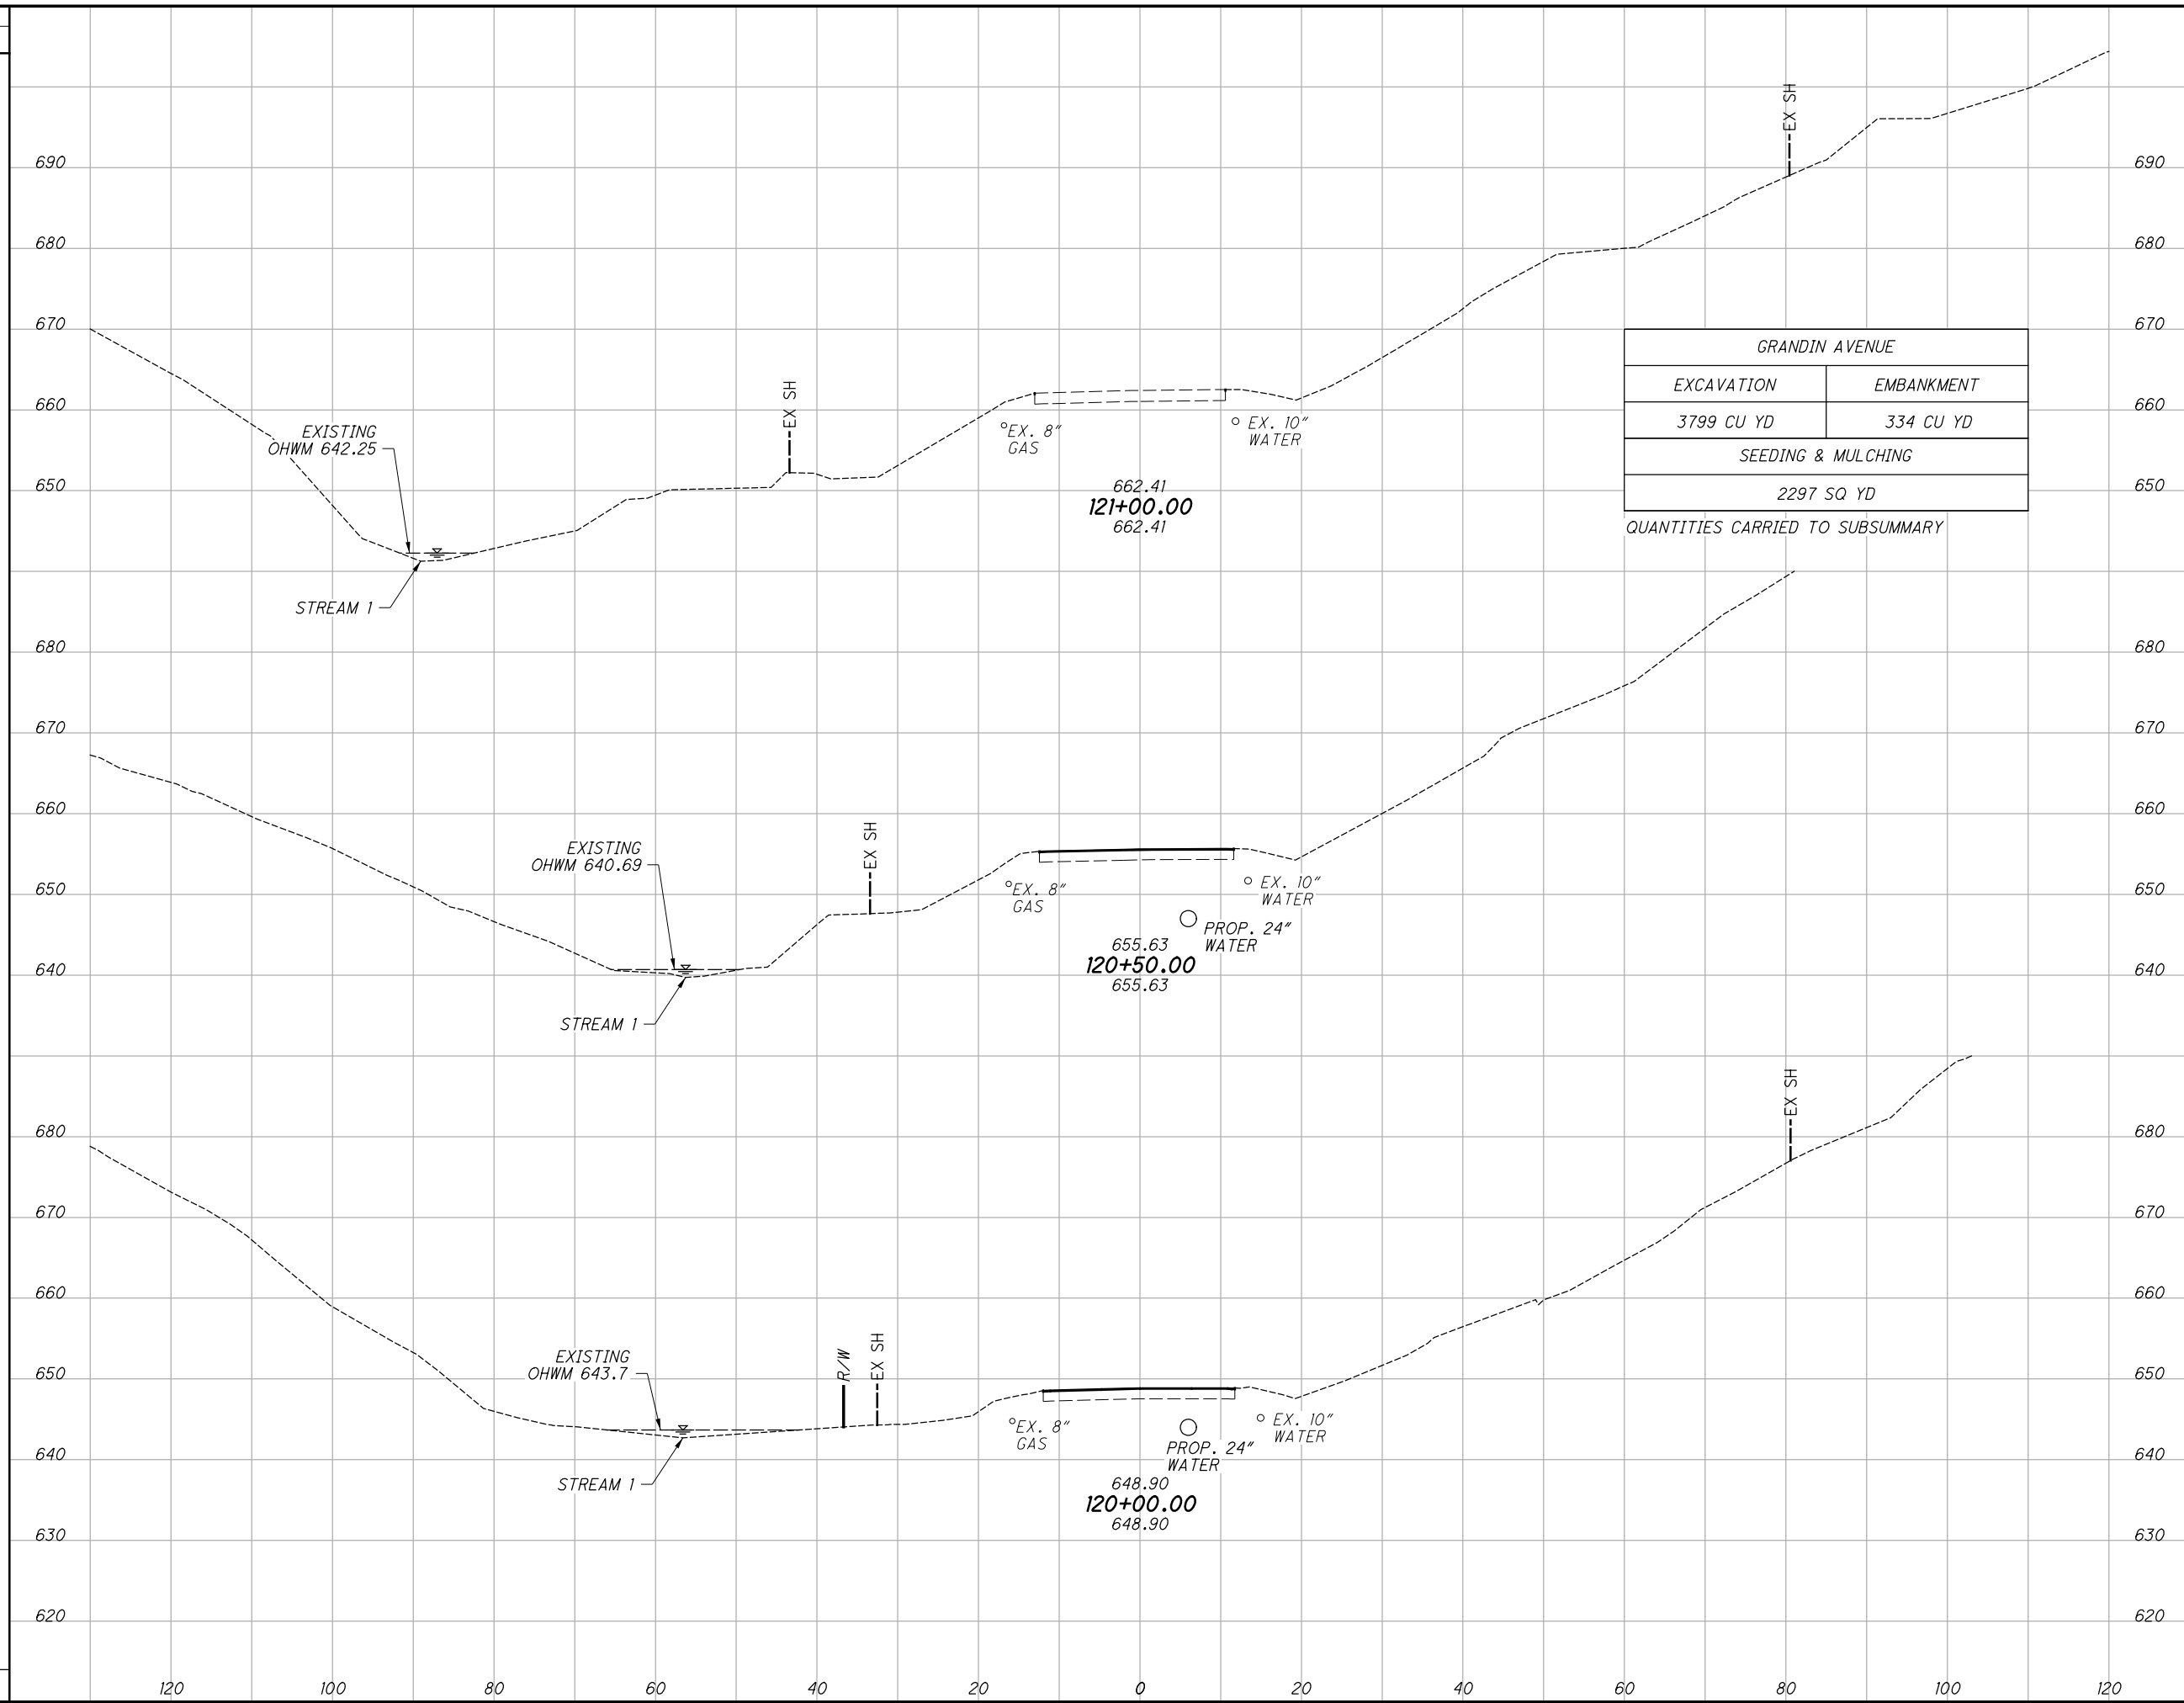 EX SH
690
690
680
680
670
670
GRANDIN AVENUE
EXCAVATION
EMBANKMENT
3799 CU YD
334 CU YD
SEEDING & MULCHING
2297 SQ YD
QUANTITIES CARRIED TO SUBSUMMARY
EX SH
660
660
EXISTING
OHWM 642.25
EX. 8"
GAS
EX. 10"
WATER
650
650
662.41
121+00.00
662.41
STREAM 1
680
680
670
670
660
660
EX SH
EXISTING
OHWM 640.69
650
650
EX. 8"
GAS
EX. 10"
WATER
PROP. 24"
WATER
655.63
120+50.00
655.63
640
640
STREAM 1
EX SH
680
680
670
670
660
660
R/W
EX SH
EXISTING
OHWM 643.7
650
650
EX. 8"
GAS
EX. 10"
WATER
PROP. 24"
WATER
640
640
STREAM 1
648.90
120+00.00
648.90
630
630
620
620
120 100 80 60 40 20 0 20 40 60 80 100 120